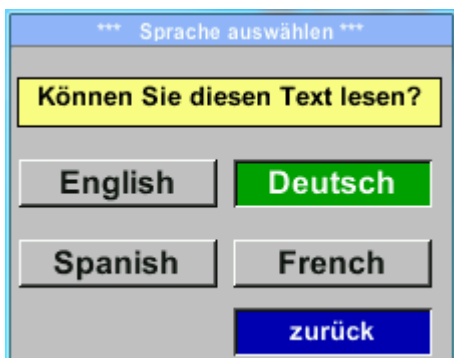 *** Sprache auswählen ***
Können Sie diesen Text lesen?
English Deutsch
Spanish French
zurück